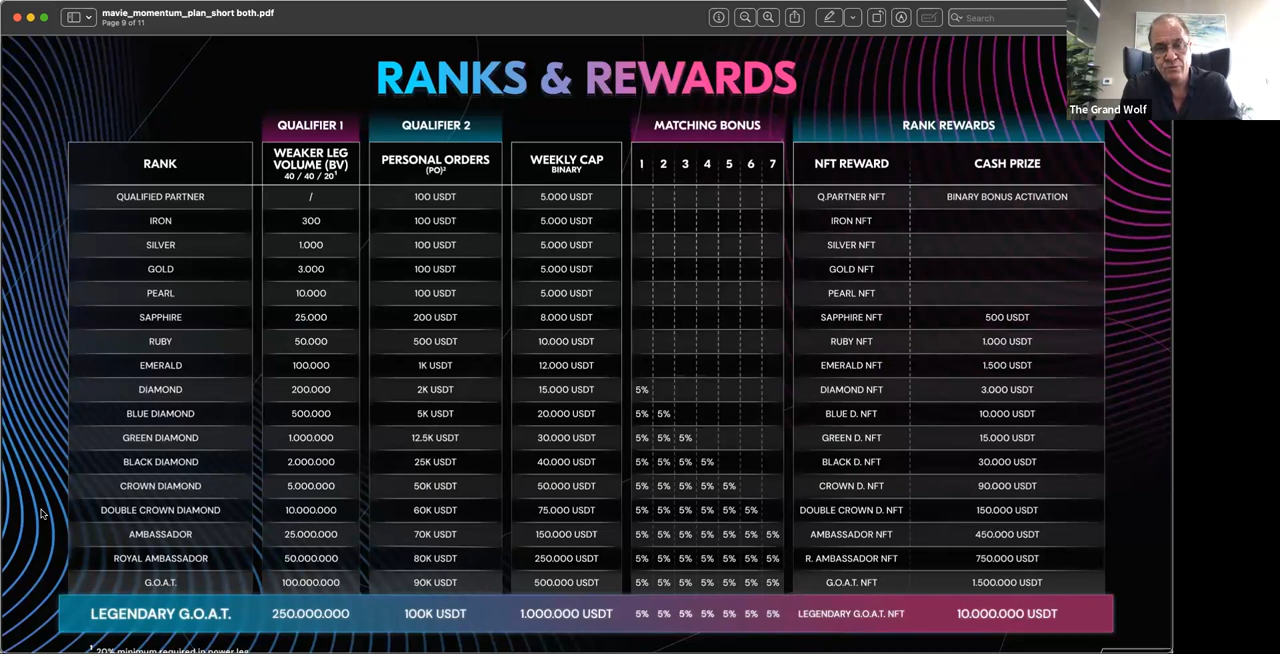 mavie_momentum_plan_short both.pdf
Page 9 of 11
Search
The Grand Wolf
RANKS & REWARDS
QUALIFIER 1 QUALIFIER 2 MATCHING BONUS RANK REWARDS
RANK WEAKER LEG VOLUME (BV) 40 / 40 / 20¹ PERSONAL ORDERS (PO)² WEEKLY CAP BINARY 1 2 3 4 5 6 7 NFT REWARD CASH PRIZE
QUALIFIED PARTNER / 100 USDT 5.000 USDT Q.PARTNER NFT BINARY BONUS ACTIVATION
IRON 300 100 USDT 5.000 USDT IRON NFT
SILVER 1.000 100 USDT 5.000 USDT SILVER NFT
GOLD 3.000 100 USDT 5.000 USDT GOLD NFT
PEARL 10.000 100 USDT 5.000 USDT PEARL NFT
SAPPHIRE 25.000 200 USDT 8.000 USDT SAPPHIRE NFT 500 USDT
RUBY 50.000 500 USDT 10.000 USDT RUBY NFT 1.000 USDT
EMERALD 100.000 1K USDT 12.000 USDT EMERALD NFT 1.500 USDT
DIAMOND 200.000 2K USDT 15.000 USDT 5% DIAMOND NFT 3.000 USDT
BLUE DIAMOND 500.000 5K USDT 20.000 USDT 5% 5% BLUE D. NFT 10.000 USDT
GREEN DIAMOND 1.000.000 12.5K USDT 30.000 USDT 5% 5% 5% GREEN D. NFT 15.000 USDT
BLACK DIAMOND 2.000.000 25K USDT 40.000 USDT 5% 5% 5% 5% BLACK D. NFT 30.000 USDT
CROWN DIAMOND 5.000.000 50K USDT 50.000 USDT 5% 5% 5% 5% 5% CROWN D. NFT 90.000 USDT
DOUBLE CROWN DIAMOND 10.000.000 60K USDT 75.000 USDT 5% 5% 5% 5% 5% 6% DOUBLE CROWN D. NFT 150.000 USDT
AMBASSADOR 25.000.000 70K USDT 150.000 USDT 5% 5% 5% 5% 5% 5% 5% AMBASSADOR NFT 450.000 USDT
ROYAL AMBASSADOR 50.000.000 80K USDT 250.000 USDT 5% 5% 5% 5% 5% 5% 5% R. AMBASSADOR NFT 750.000 USDT
G.O.A.T. 100.000.000 90K USDT 500.000 USDT 5% 5% 5% 5% 5% 5% 5% G.O.A.T. NFT 1.500.000 USDT
LEGENDARY G.O.A.T. 250.000.000 100K USDT 1.000.000 USDT 5% 5% 5% 5% 5% 5% 5% LEGENDARY G.O.A.T. NFT 10.000.000 USDT
¹ 20% minimum required in power leg